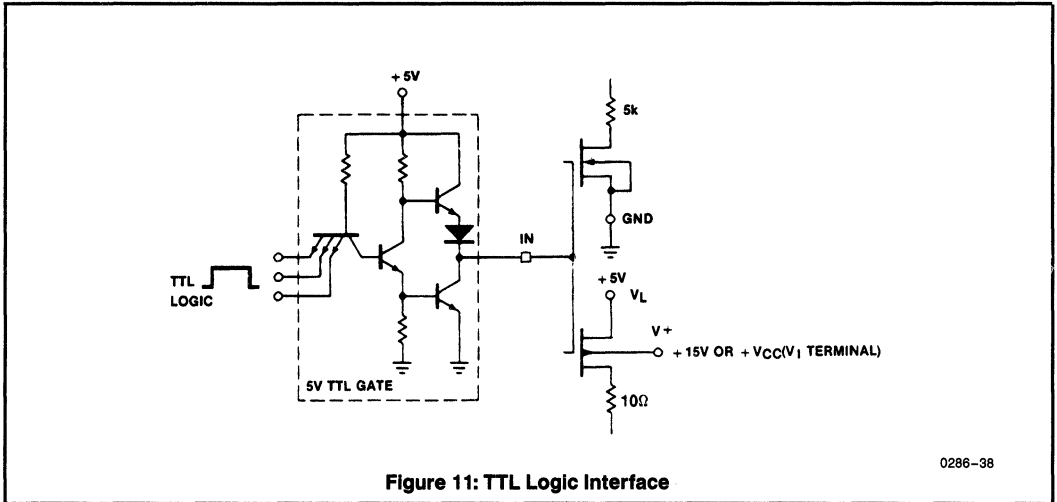 +5V
5k
GND
IN
TTL
LOGIC
+5V
VL
V+
+15V OR +VCC(VI TERMINAL)
10Ω
5V TTL GATE
0286–38
Figure 11: TTL Logic Interface